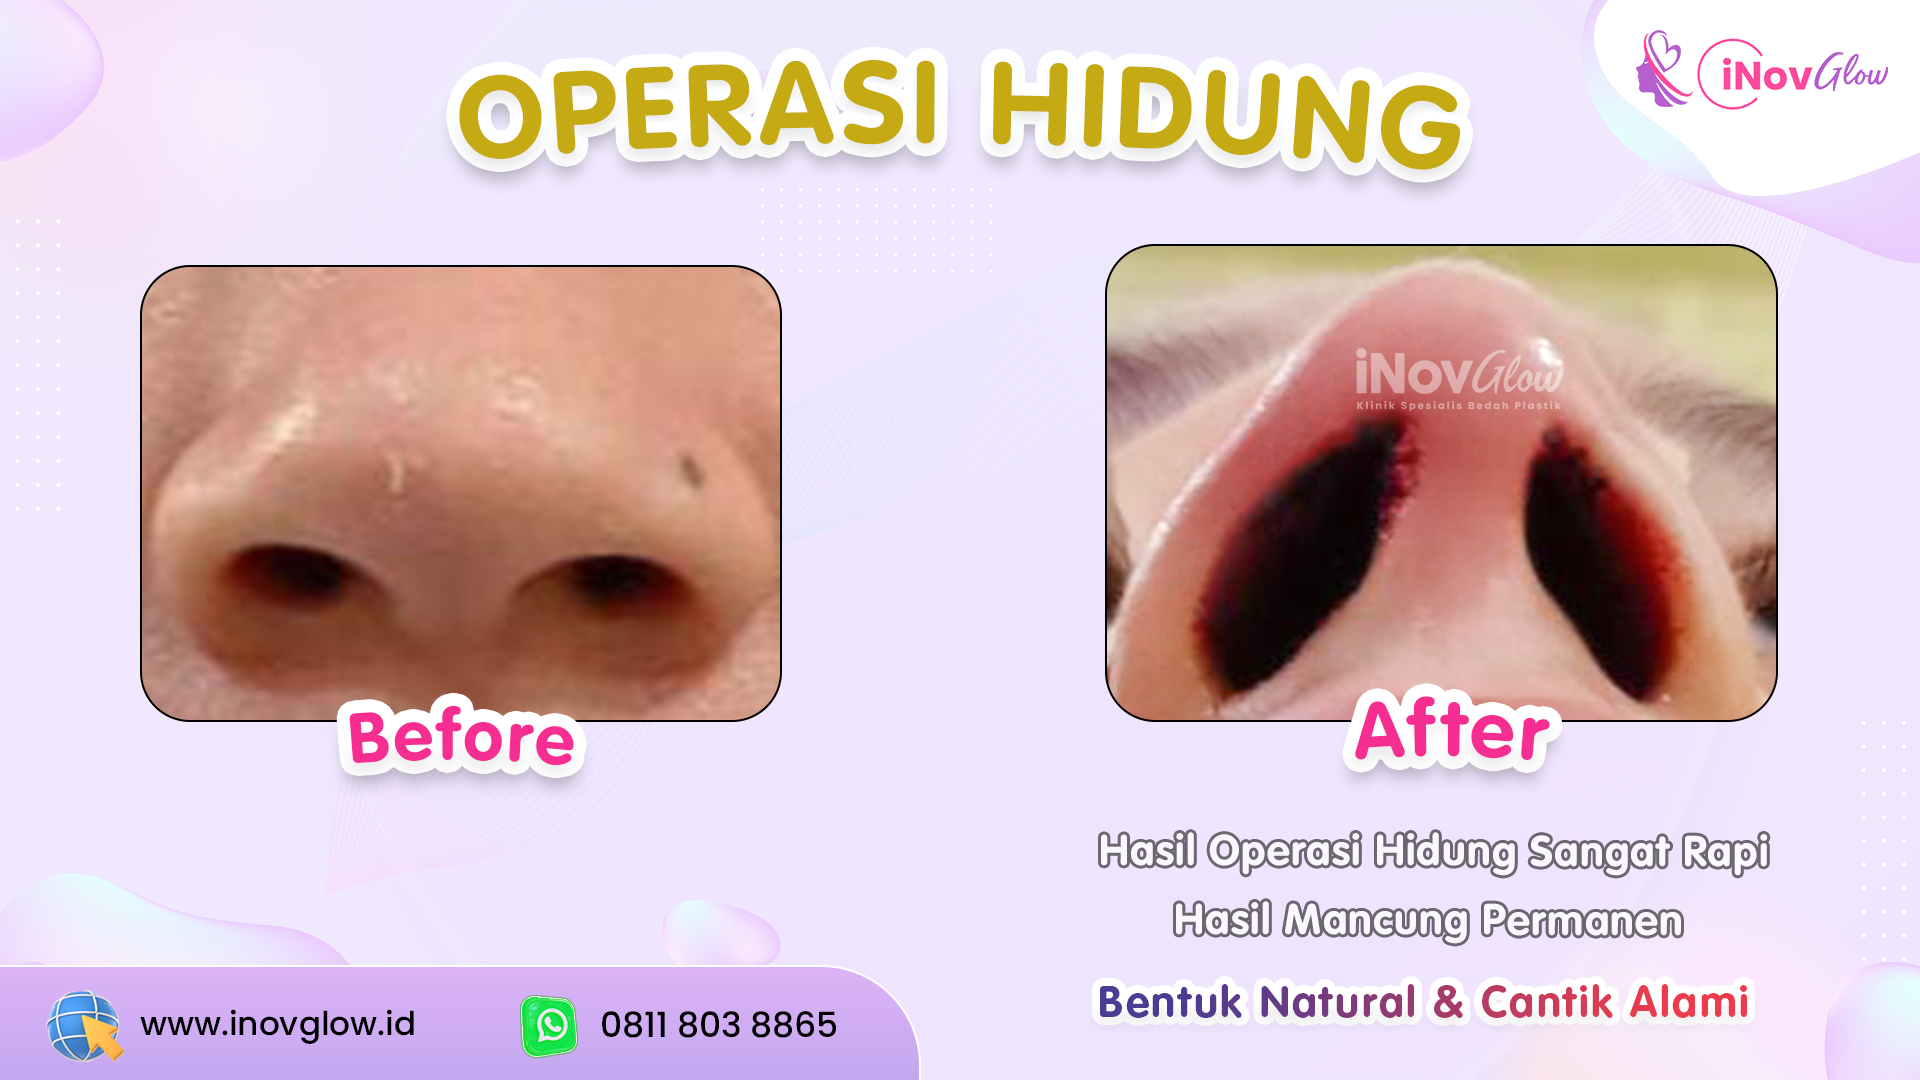 OPERASI HIDUNG
iNovGlow
iNovGlow
Klinik Spesialis Bedah Plastik
Before
After
Hasil Operasi Hidung Sangat Rapi
Hasil Mancung Permanen
Bentuk Natural & Cantik Alami
www.inovglow.id
0811 803 8865